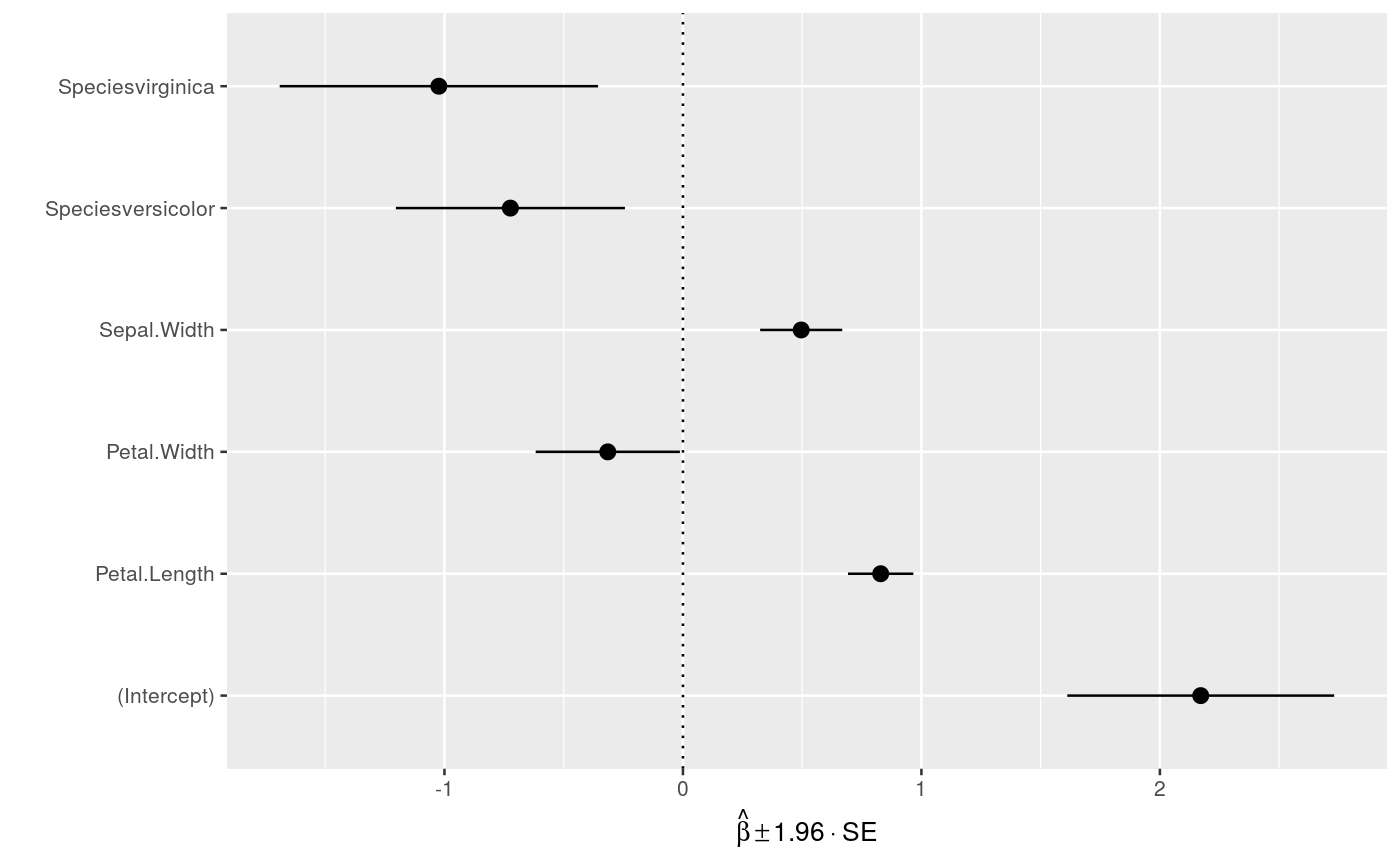 Speciesvirginica
Speciesversicolor
Sepal.Width
Petal.Width
Petal.Length
(Intercept)
-1 0 1 2
β̂ ± 1.96 · SE